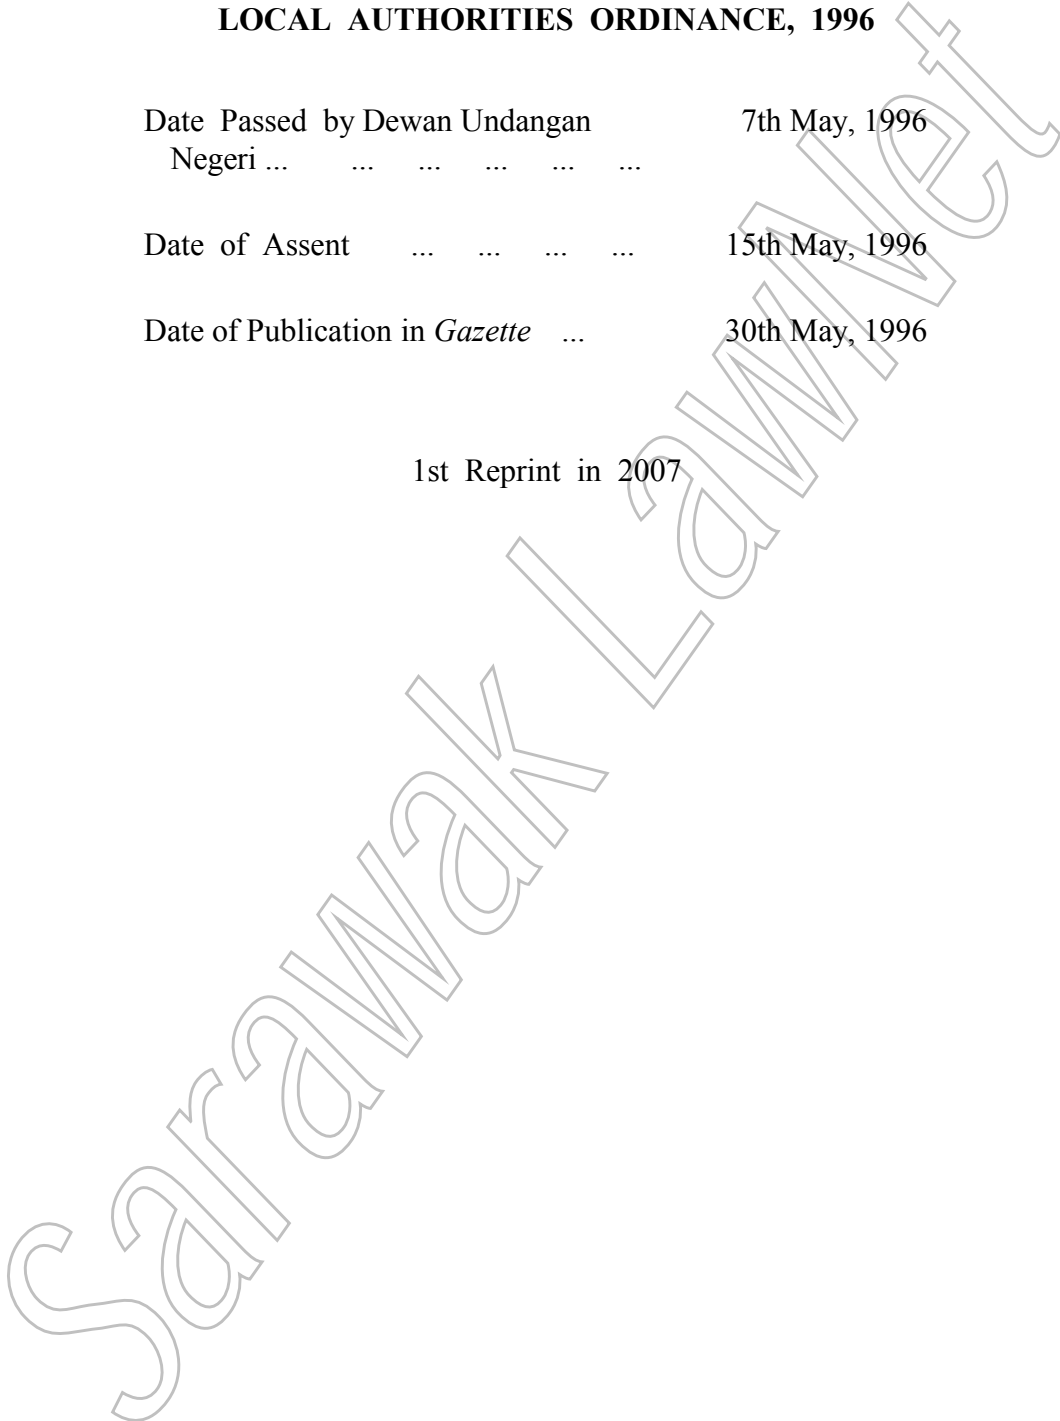 LOCAL AUTHORITIES ORDINANCE, 1996
Date Passed by Dewan Undangan 7th May, 1996
Negeri ... ... ... ... ... ...
Date of Assent ... ... ... ... 15th May, 1996
Date of Publication in Gazette ... 30th May, 1996
1st Reprint in 2007
Sarawak LawNet